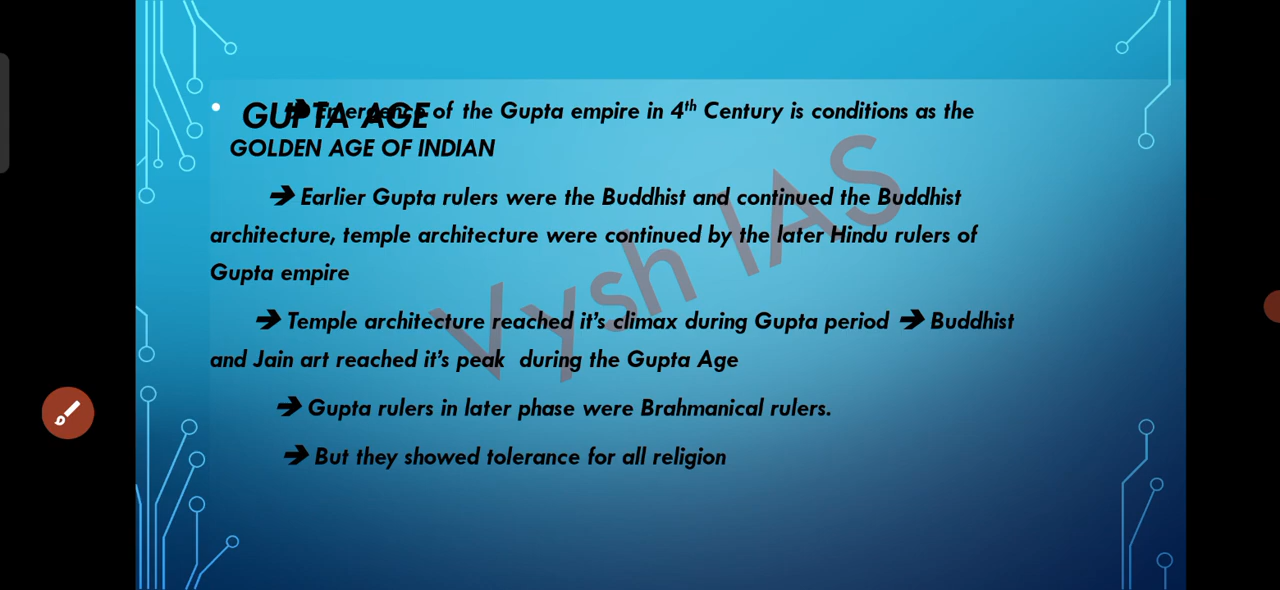 • GUPTA AGE
➔ Emergence of the Gupta empire in 4th Century is conditions as the
GOLDEN AGE OF INDIAN
➔ Earlier Gupta rulers were the Buddhist and continued the Buddhist
architecture, temple architecture were continued by the later Hindu rulers of
Gupta empire
➔ Temple architecture reached it’s climax during Gupta period ➔ Buddhist
and Jain art reached it’s peak during the Gupta Age
➔ Gupta rulers in later phase were Brahmanical rulers.
➔ But they showed tolerance for all religion
Vysh IAS